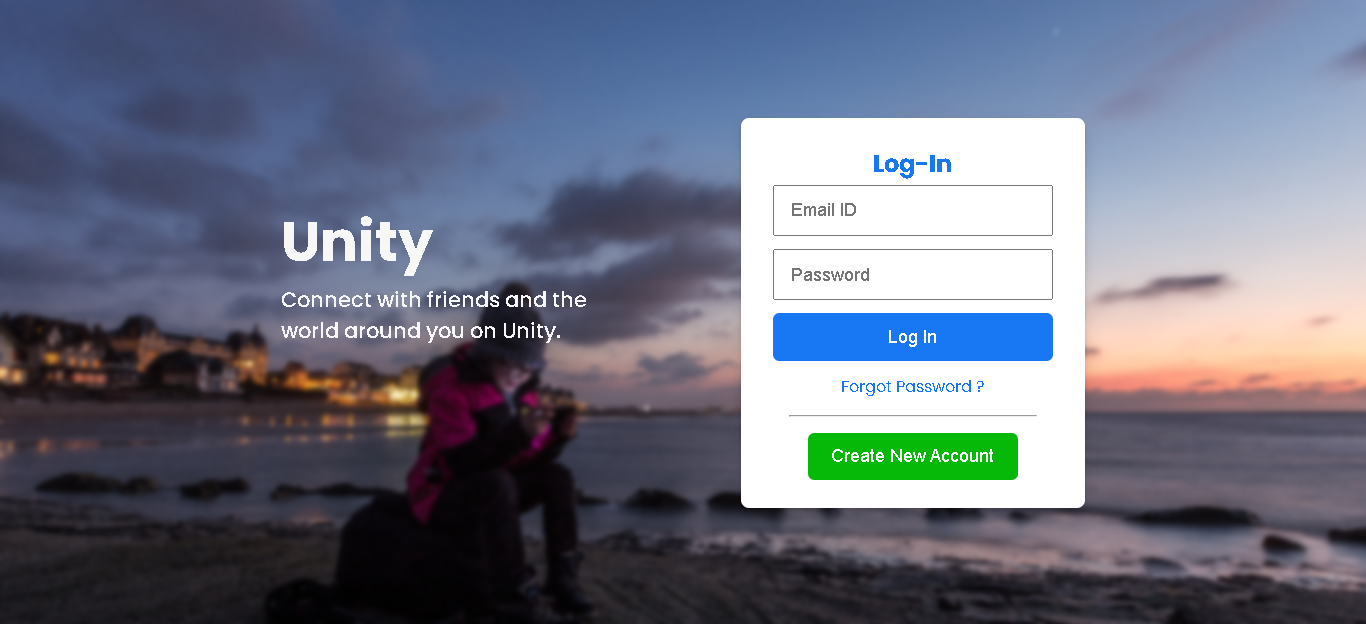 Unity
Connect with friends and the
world around you on Unity.
Log-In
Email ID
Password
Log In
Forgot Password ?
Create New Account